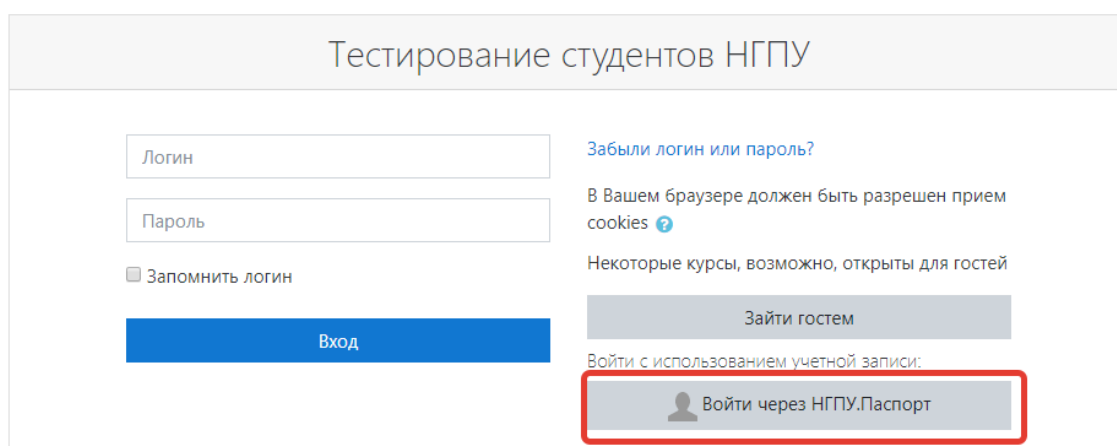 Тестирование студентов НГПУ
Логин
Пароль
Запомнить логин
Вход
Забыли логин или пароль?
В Вашем браузере должен быть разрешен прием
cookies ?
Некоторые курсы, возможно, открыты для гостей
Зайти гостем
Войти с использованием учетной записи:
Войти через НГПУ.Паспорт